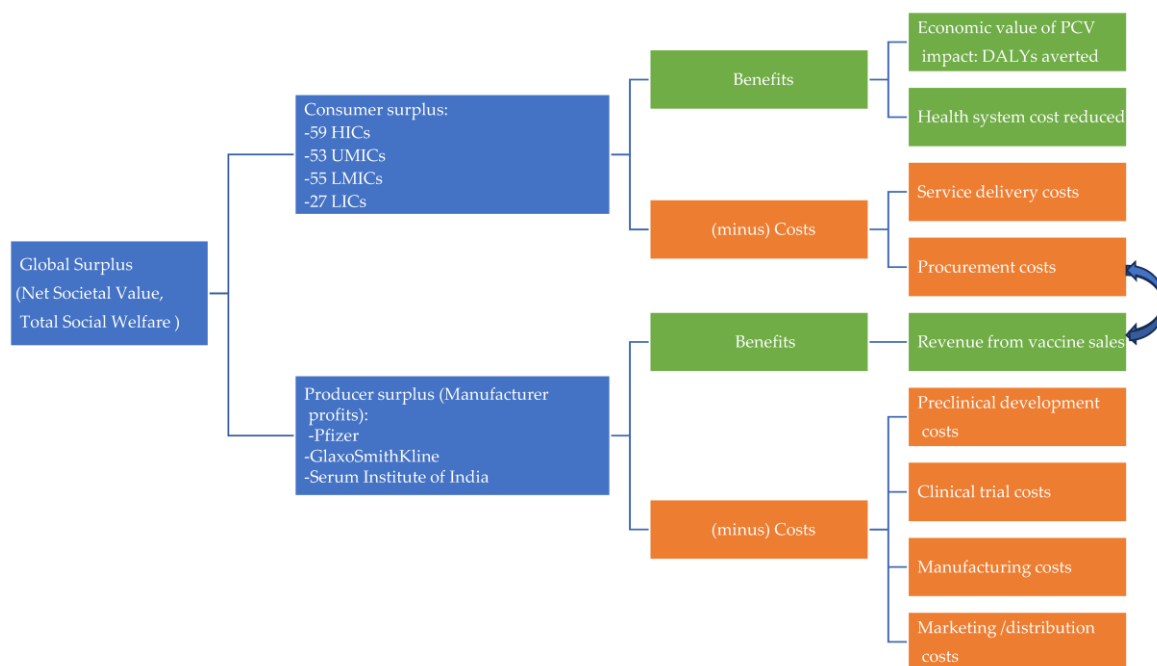 Global Surplus
(Net Societal Value,
Total Social Welfare )
Consumer surplus:
-59 HICs
-53 UMICs
-55 LMICs
-27 LICs
Benefits
Economic value of PCV
impact: DALYs averted
Health system cost reduced
(minus) Costs
Service delivery costs
Procurement costs
Producer surplus (Manufacturer
profits):
-Pfizer
-GlaxoSmithKline
-Serum Institute of India
Benefits
Revenue from vaccine sales
(minus) Costs
Preclinical development
costs
Clinical trial costs
Manufacturing costs
Marketing /distribution
costs